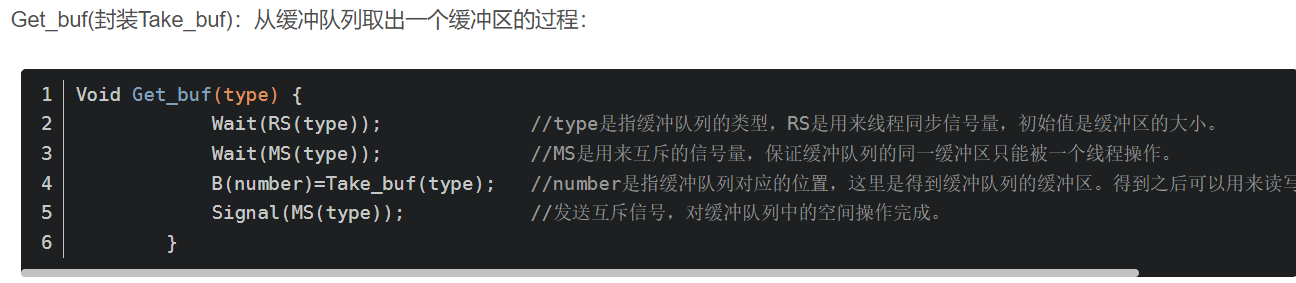 Get_buf(封装Take_buf)：从缓冲队列取出一个缓冲区的过程：
1 Void Get_buf(type) {
2 Wait(RS(type)); //type是指缓冲队列的类型，RS是用来线程同步信号量，初始值是缓冲区的大小。
3 Wait(MS(type)); //MS是用来互斥的信号量，保证缓冲队列的同一缓冲区只能被一个线程操作。
4 B(number)=Take_buf(type); //number是指缓冲队列对应的位置，这里是得到缓冲队列的缓冲区。得到之后可以用来读写
5 Signal(MS(type)); //发送互斥信号，对缓冲队列中的空间操作完成。
6 }